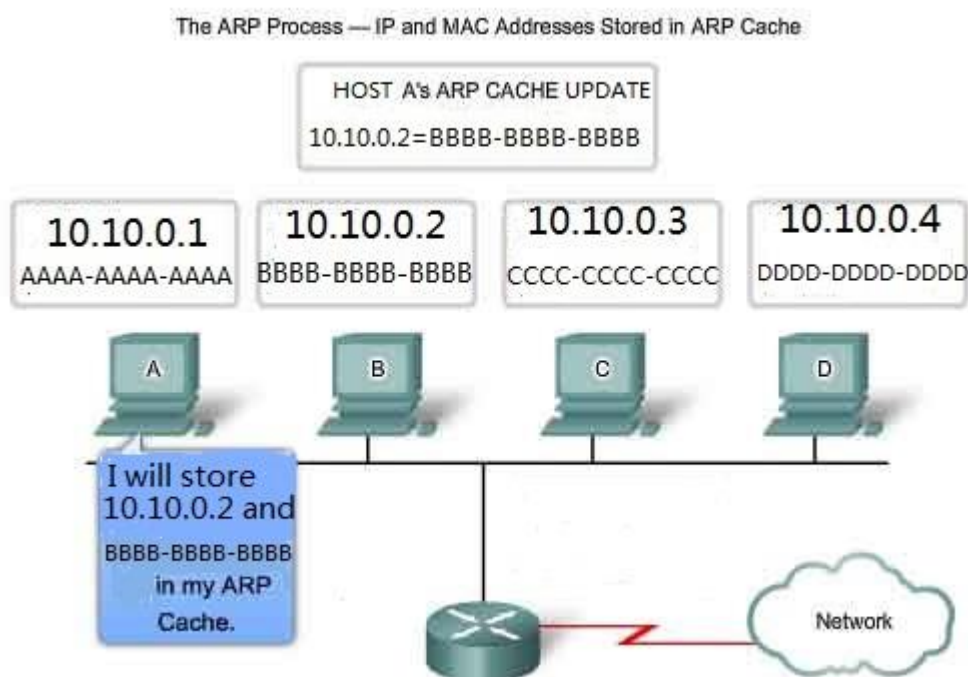 The ARP Process — IP and MAC Addresses Stored in ARP Cache
HOST A's ARP CACHE UPDATE
10.10.0.2=BBBB-BBBB-BBBB
10.10.0.1
AAAA-AAAA-AAAA
10.10.0.2
BBBB-BBBB-BBBB
10.10.0.3
CCCC-CCCC-CCCC
10.10.0.4
DDDD-DDDD-DDDD
A
B
C
D
I will store
10.10.0.2 and
BBBB-BBBB-BBBB
in my ARP
Cache.
Network